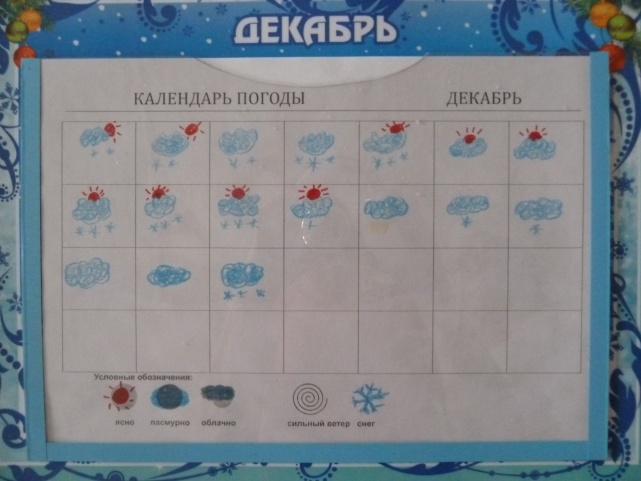 ДЕКАБРЬ
КАЛЕНДАРЬ ПОГОДЫ ДЕКАБРЬ
Условные обозначения:
ясно пасмурно облачно сильный ветер снег